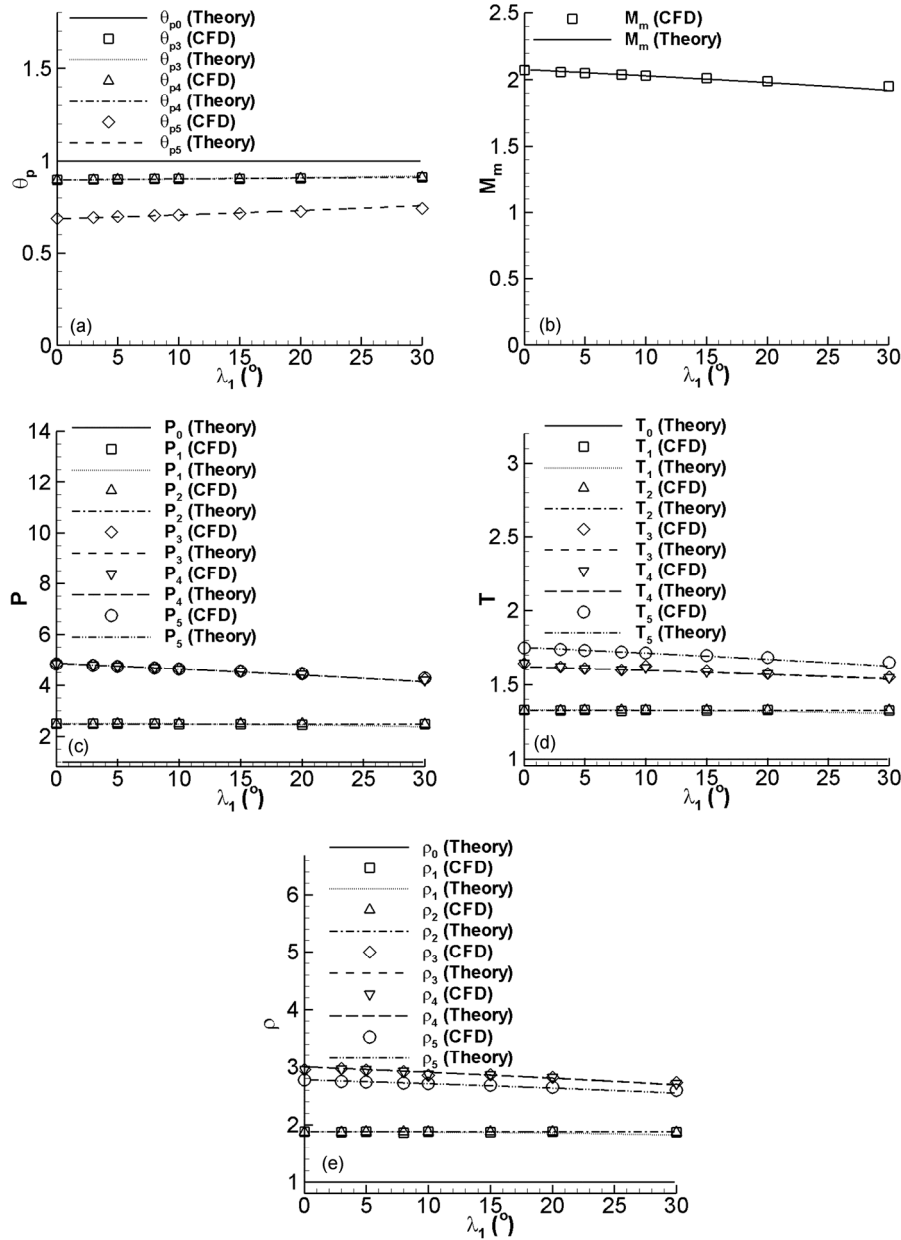 θp0 (Theory)
θp3 (CFD)
θp3 (Theory)
θp4 (CFD)
θp4 (Theory)
θp5 (CFD)
θp5 (Theory)
1.5
1
0.5
0
θp
(a)
0 5 10 15 20 25 30
λ1 (°)
Mm (CFD)
Mm (Theory)
2.5
2
1.5
1
0.5
0
Mm
(b)
0 5 10 15 20 25 30
λ1 (°)
P0 (Theory)
P1 (CFD)
P1 (Theory)
P2 (CFD)
P2 (Theory)
P3 (CFD)
P3 (Theory)
P4 (CFD)
P4 (Theory)
P5 (CFD)
P5 (Theory)
14
12
10
8
6
4
2
P
(c)
0 5 10 15 20 25 30
λ1 (°)
T0 (Theory)
T1 (CFD)
T1 (Theory)
T2 (CFD)
T2 (Theory)
T3 (CFD)
T3 (Theory)
T4 (CFD)
T4 (Theory)
T5 (CFD)
T5 (Theory)
3
2.5
2
1.5
1
T
(d)
0 5 10 15 20 25 30
λ1 (°)
ρ0 (Theory)
ρ1 (CFD)
ρ1 (Theory)
ρ2 (CFD)
ρ2 (Theory)
ρ3 (CFD)
ρ3 (Theory)
ρ4 (CFD)
ρ4 (Theory)
ρ5 (CFD)
ρ5 (Theory)
6
5
4
3
2
1
ρ
(e)
0 5 10 15 20 25 30
λ1 (°)